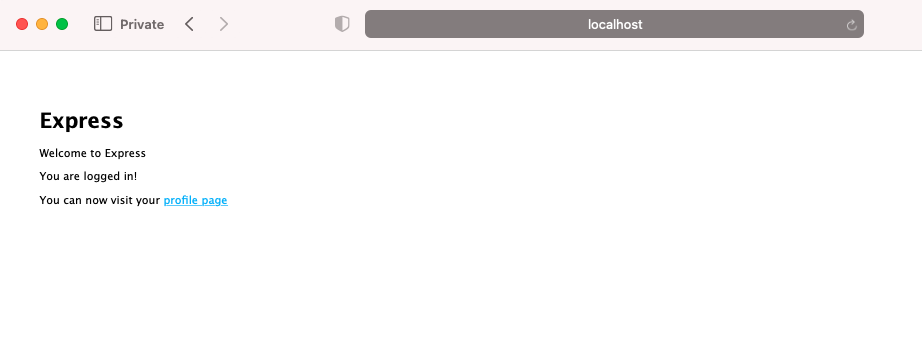 Private
localhost
Express
Welcome to Express
You are logged in!
You can now visit your profile page